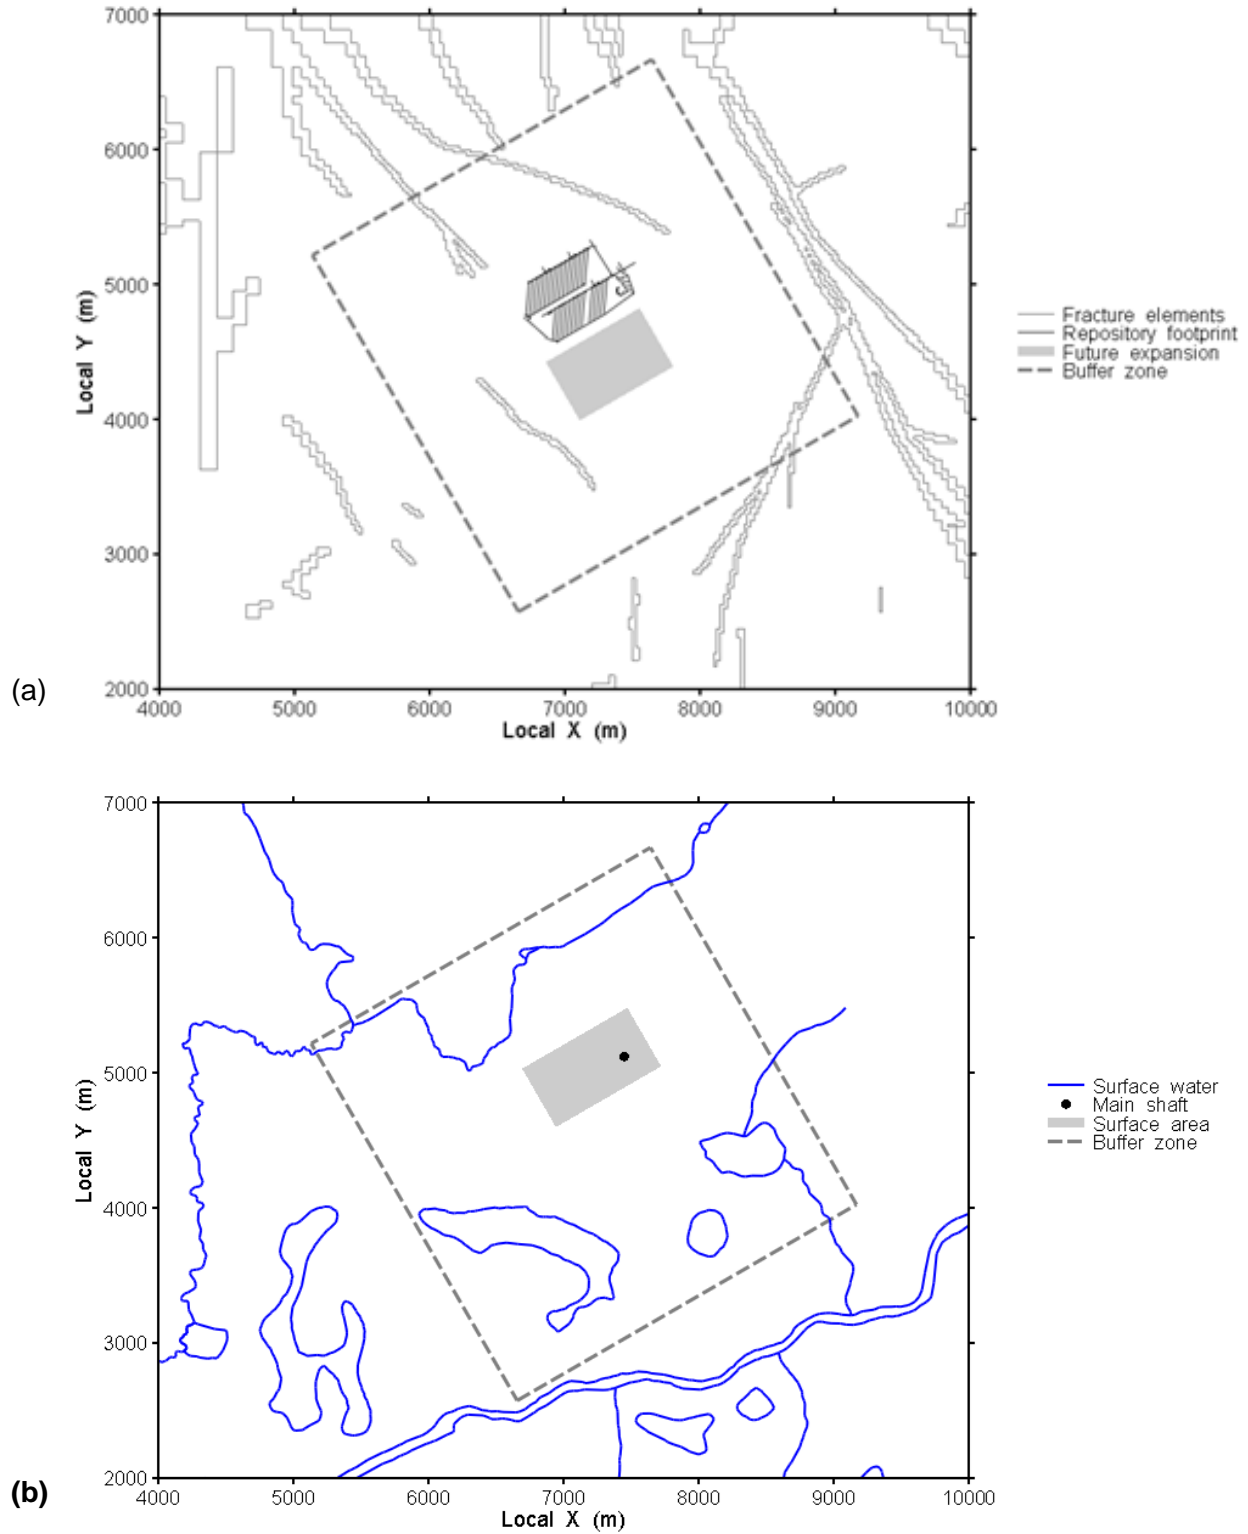 7000
6000
5000
4000
3000
2000
Local Y (m)
4000 5000 6000 7000 8000 9000 10000
Local X (m)
Fracture elements
Repository footprint
Future expansion
Buffer zone
(a)
7000
6000
5000
4000
3000
2000
Local Y (m)
4000 5000 6000 7000 8000 9000 10000
Local X (m)
Surface water
Main shaft
Surface area
Buffer zone
(b)